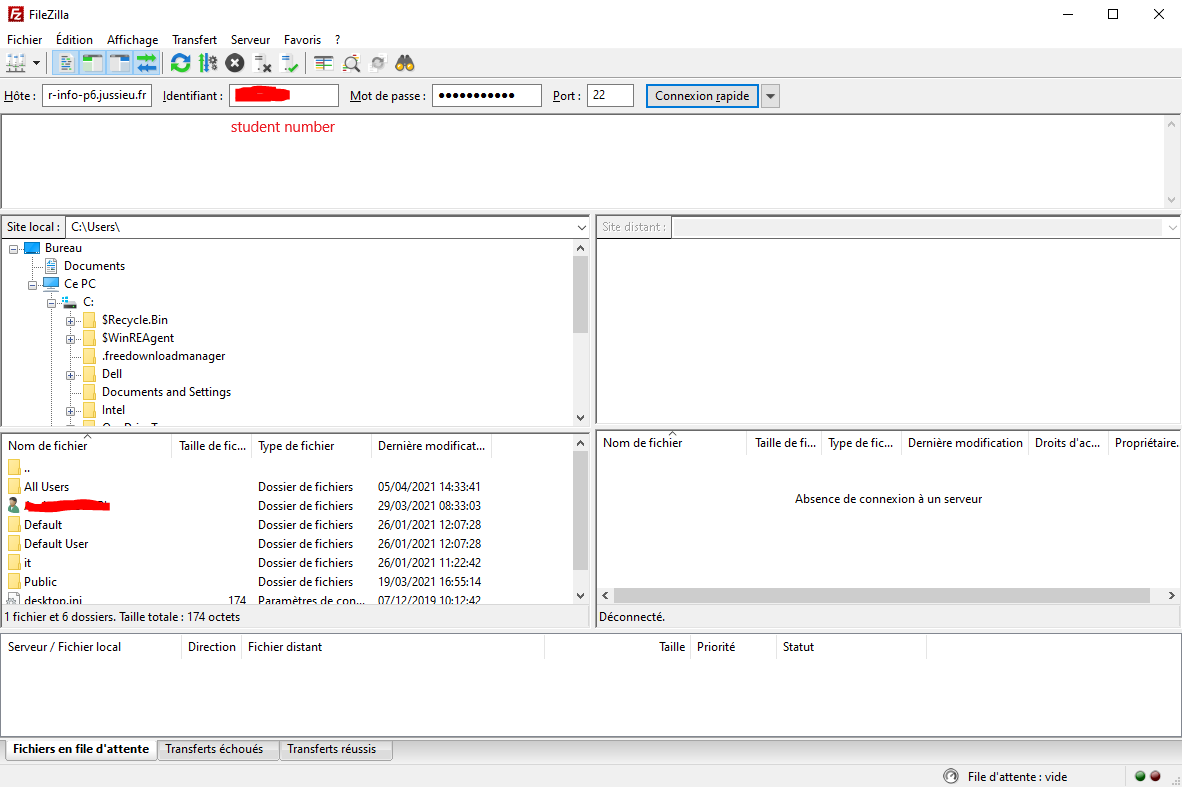 FileZilla
Fichier Édition Affichage Transfert Serveur Favoris ?
Hôte : r-info-p6.jussieu.fr Identifiant : Mot de passe : ●●●●●●●●●●● Port : 22 Connexion rapide
student number
Site local : C:\Users\
Bureau
Documents
Ce PC
C:
$Recycle.Bin
$WinREAgent
.freedownloadmanager
Dell
Documents and Settings
Intel
Nom de fichier Taille de fic... Type de fichier Dernière modificat...
..
All Users Dossier de fichiers 05/04/2021 14:33:41
Dossier de fichiers 29/03/2021 08:33:03
Default Dossier de fichiers 26/01/2021 12:07:28
Default User Dossier de fichiers 26/01/2021 12:07:28
it Dossier de fichiers 26/01/2021 11:22:42
Public Dossier de fichiers 19/03/2021 16:55:14
desktop.ini 174 Paramètres de con... 07/12/2019 10:12:42
1 fichier et 6 dossiers. Taille totale : 174 octets
Site distant :
Nom de fichier Taille de fi... Type de fic... Dernière modification Droits d'ac... Propriétaire.
Absence de connexion à un serveur
Déconnecté.
Serveur / Fichier local Direction Fichier distant Taille Priorité Statut
Fichiers en file d'attente Transferts échoués Transferts réussis
File d'attente : vide